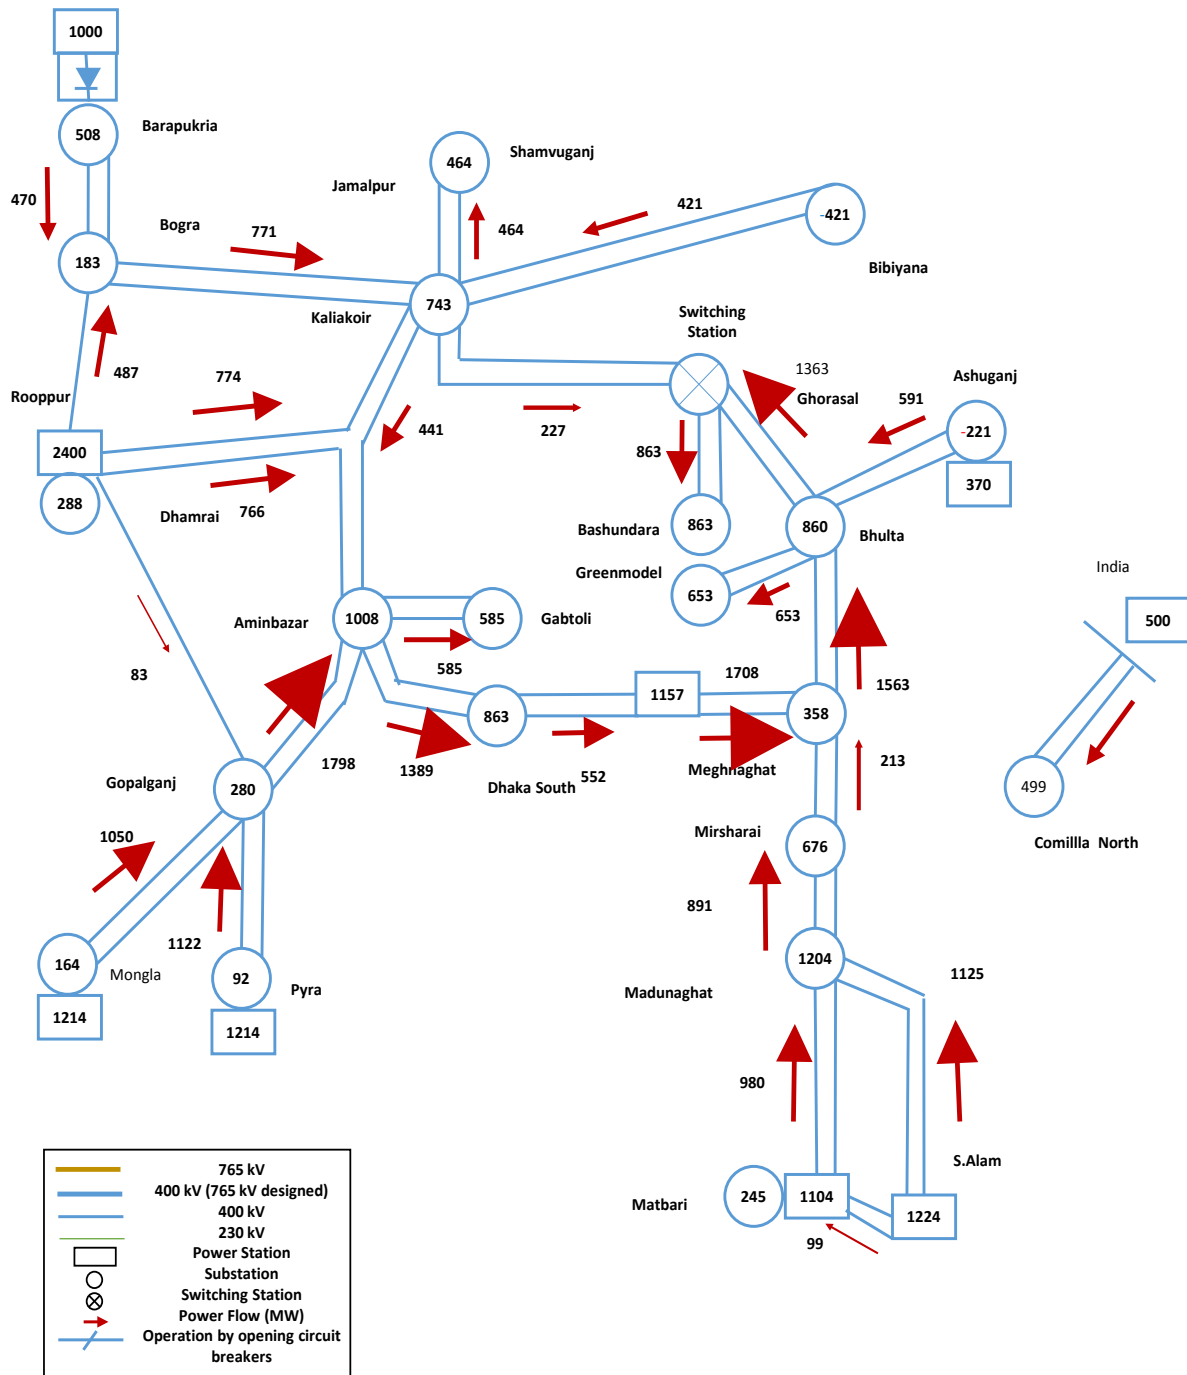 1000
508
Barapukria
Shamvuganj
464
Jamalpur
470
421
-421
Bogra
771
464
183
Bibiyana
743
Kaliakoir
Switching
Station
487
774
1363
Ashuganj
Rooppur
Ghorasal
591
441
227
-221
2400
863
370
288
766
Dhamrai
Bashundara
863
860
Bhulta
Greenmodel
India
653
500
Aminbazar
1008
585
Gabtoli
653
585
83
1708
1157
1563
863
358
1798
1389
552
Meghnaghat
213
Gopalganj
280
Dhaka South
499
Mirsharai
1050
676
Comillla North
891
1122
164
Mongla
92
Pyra
1204
1125
Madunaghat
1214
1214
980
S.Alam
765 kV
400 kV (765 kV designed)
400 kV
230 kV
Power Station
Substation
Switching Station
Power Flow (MW)
Operation by opening circuit
breakers
Matbari
245
1104
1224
99